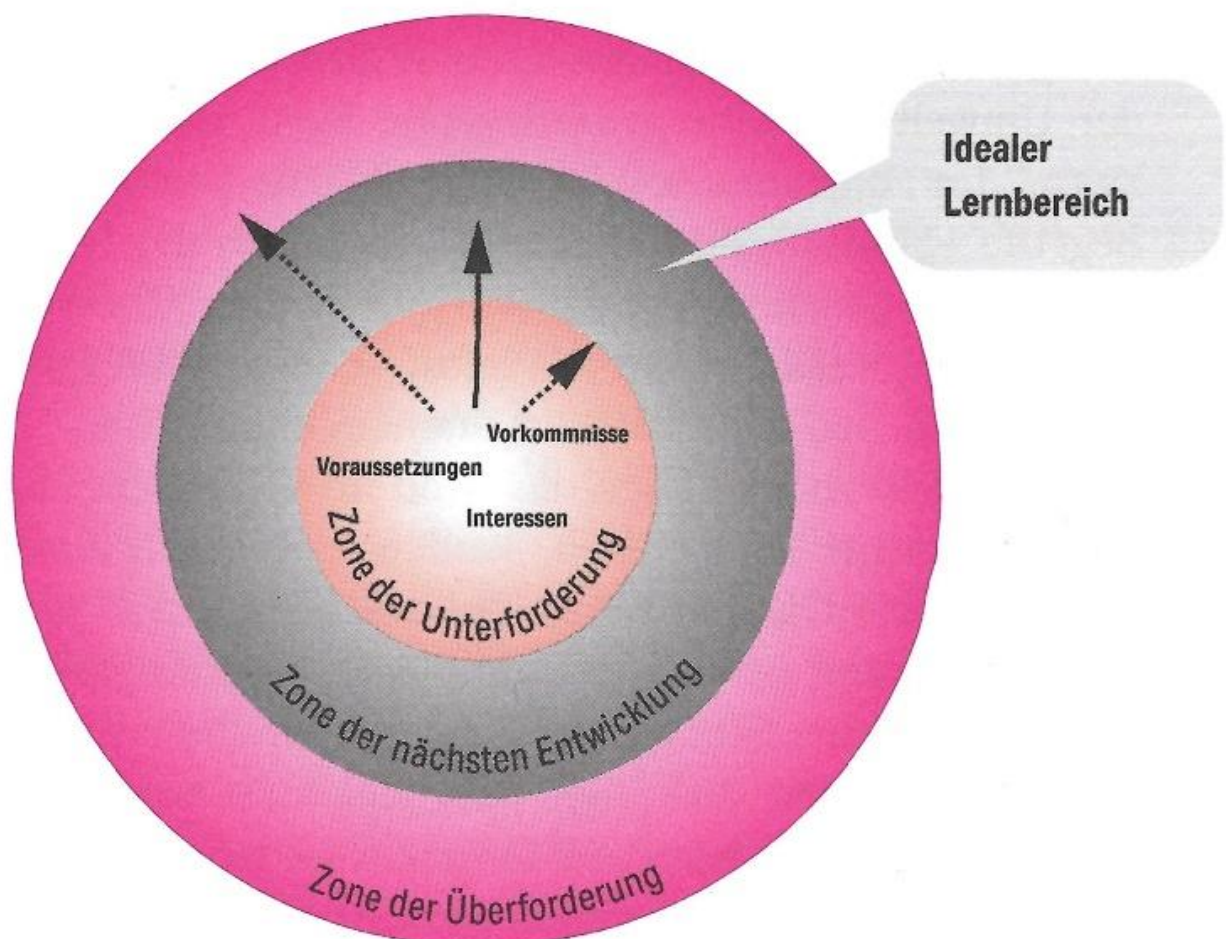 Idealer
Lernbereich
Vorkommnisse
Voraussetzungen
Interessen
Zone der Unterforderung
Zone der nächsten Entwicklung
Zone der Überforderung